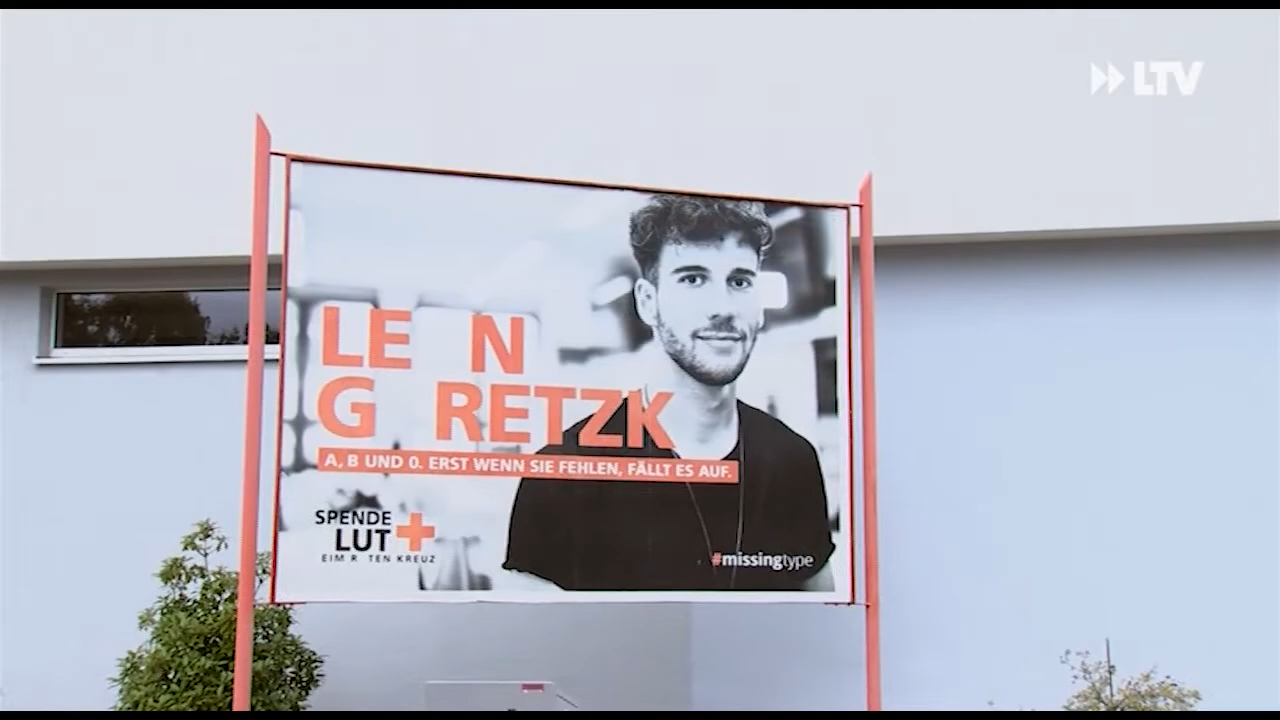 LTV
LE N
G RETZK
A, B UND 0. ERST WENN SIE FEHLEN, FÄLLT ES AUF.
SPENDE
LUT
EIM R TEN KREUZ
#missingtype